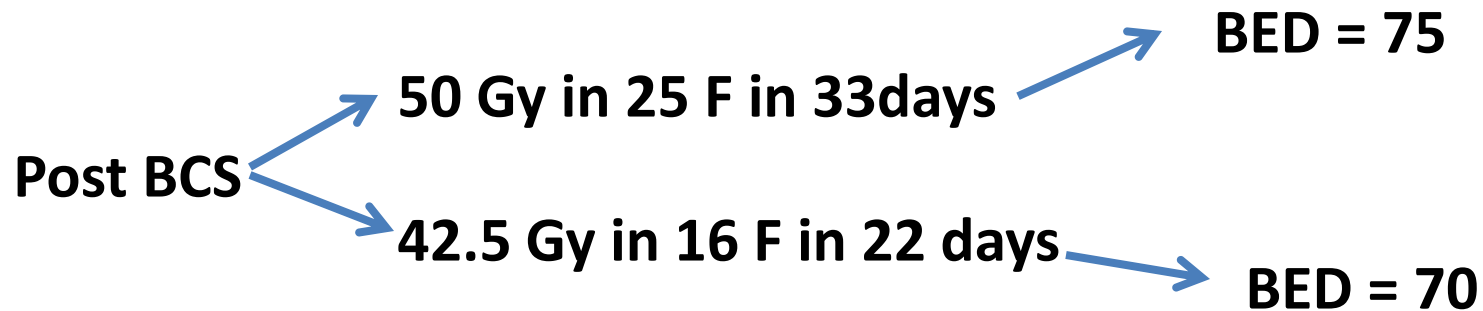 BED = 75
50 Gy in 25 F in 33days
Post BCS
42.5 Gy in 16 F in 22 days
BED = 70